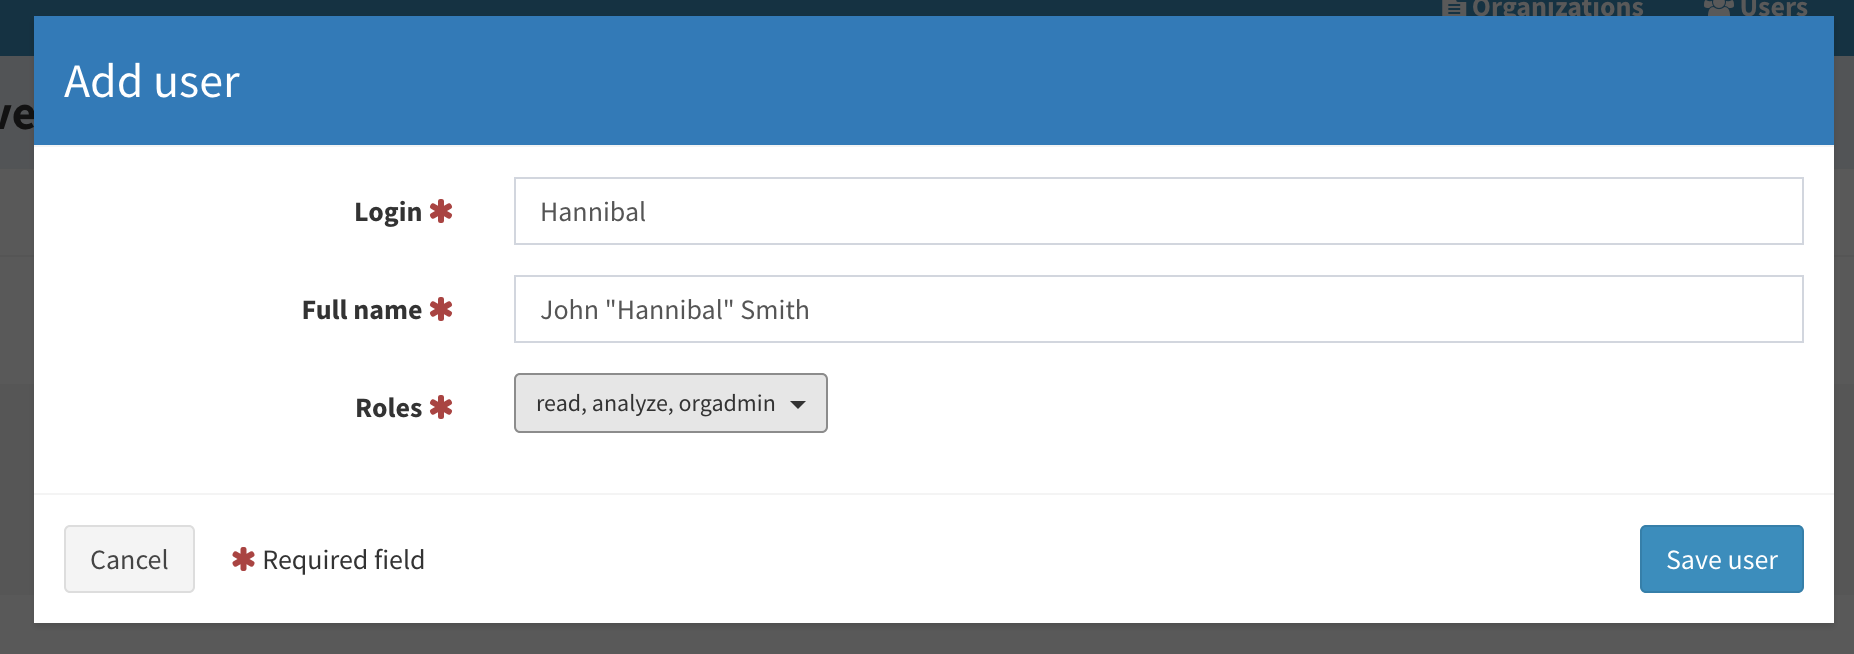 Organizations Users
Add user
ve
Login ✱ Hannibal
Full name ✱ John "Hannibal" Smith
Roles ✱ read, analyze, orgadmin
Cancel ✱ Required field Save user